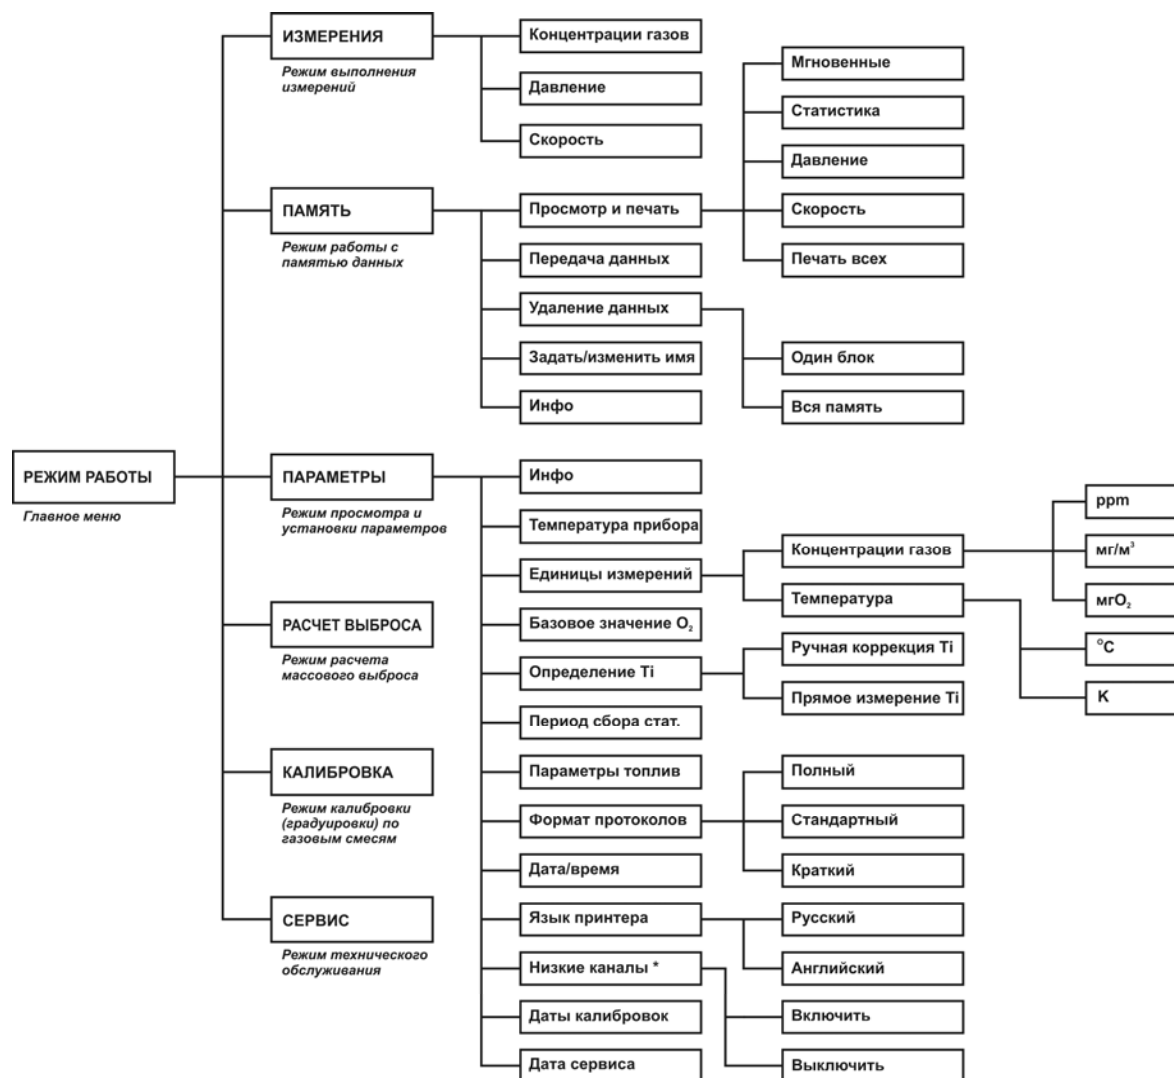 РЕЖИМ РАБОТЫ
Главное меню
ИЗМЕРЕНИЯ
Режим выполнения
измерений
Концентрации газов
Давление
Скорость
ПАМЯТЬ
Режим работы с
памятью данных
Просмотр и печать
Мгновенные
Статистика
Давление
Скорость
Печать всех
Передача данных
Удаление данных
Один блок
Вся память
Задать/изменить имя
Инфо
ПАРАМЕТРЫ
Режим просмотра и
установки параметров
Инфо
Температура прибора
Единицы измерений
Концентрации газов
ppm
мг/м³
мгO₂
Температура
°C
K
Базовое значение O₂
Определение Ti
Ручная коррекция Ti
Прямое измерение Ti
Период сбора стат.
Параметры топлив
Формат протоколов
Полный
Стандартный
Краткий
Дата/время
Язык принтера
Русский
Английский
Низкие каналы *
Включить
Выключить
Даты калибровок
Дата сервиса
РАСЧЕТ ВЫБРОСА
Режим расчета
массового выброса
КАЛИБРОВКА
Режим калибровки
(градуировки) по
газовым смесям
СЕРВИС
Режим технического
обслуживания